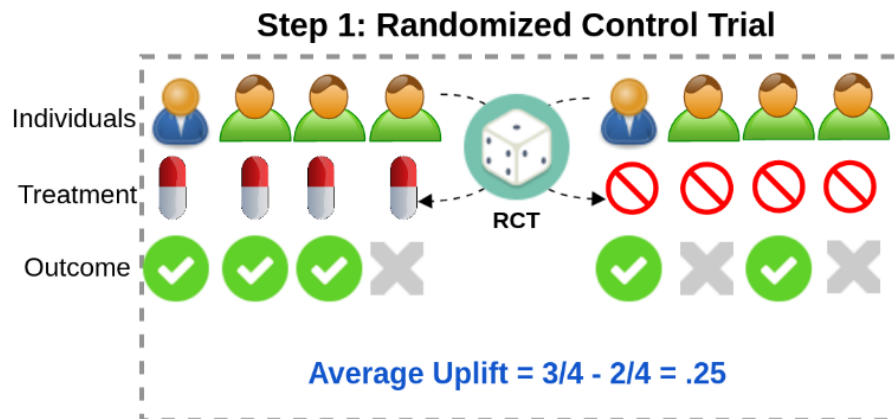 Step 1: Randomized Control Trial
Individuals
Treatment
RCT
Outcome
Average Uplift = 3/4 - 2/4 = .25